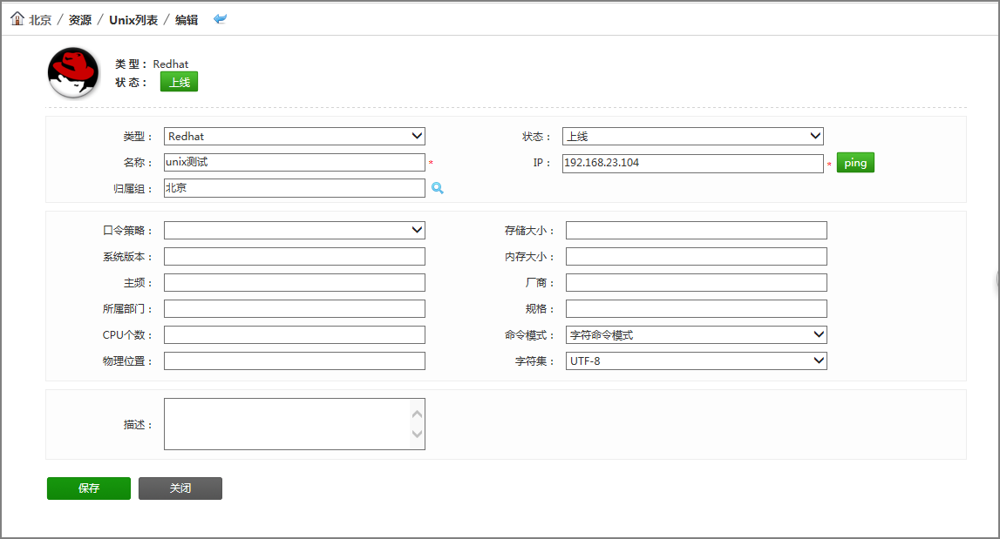 北京 / 资源 / Unix列表 / 编辑
类 型： Redhat
状 态： 上线
类型： Redhat 状态： 上线
名称： unix测试 * IP： 192.168.23.104 * ping
归属组： 北京
口令策略： 存储大小：
系统版本： 内存大小：
主频： 厂商：
所属部门： 规格：
CPU个数： 命令模式： 字符命令模式
物理位置： 字符集： UTF-8
描述：
保存 关闭